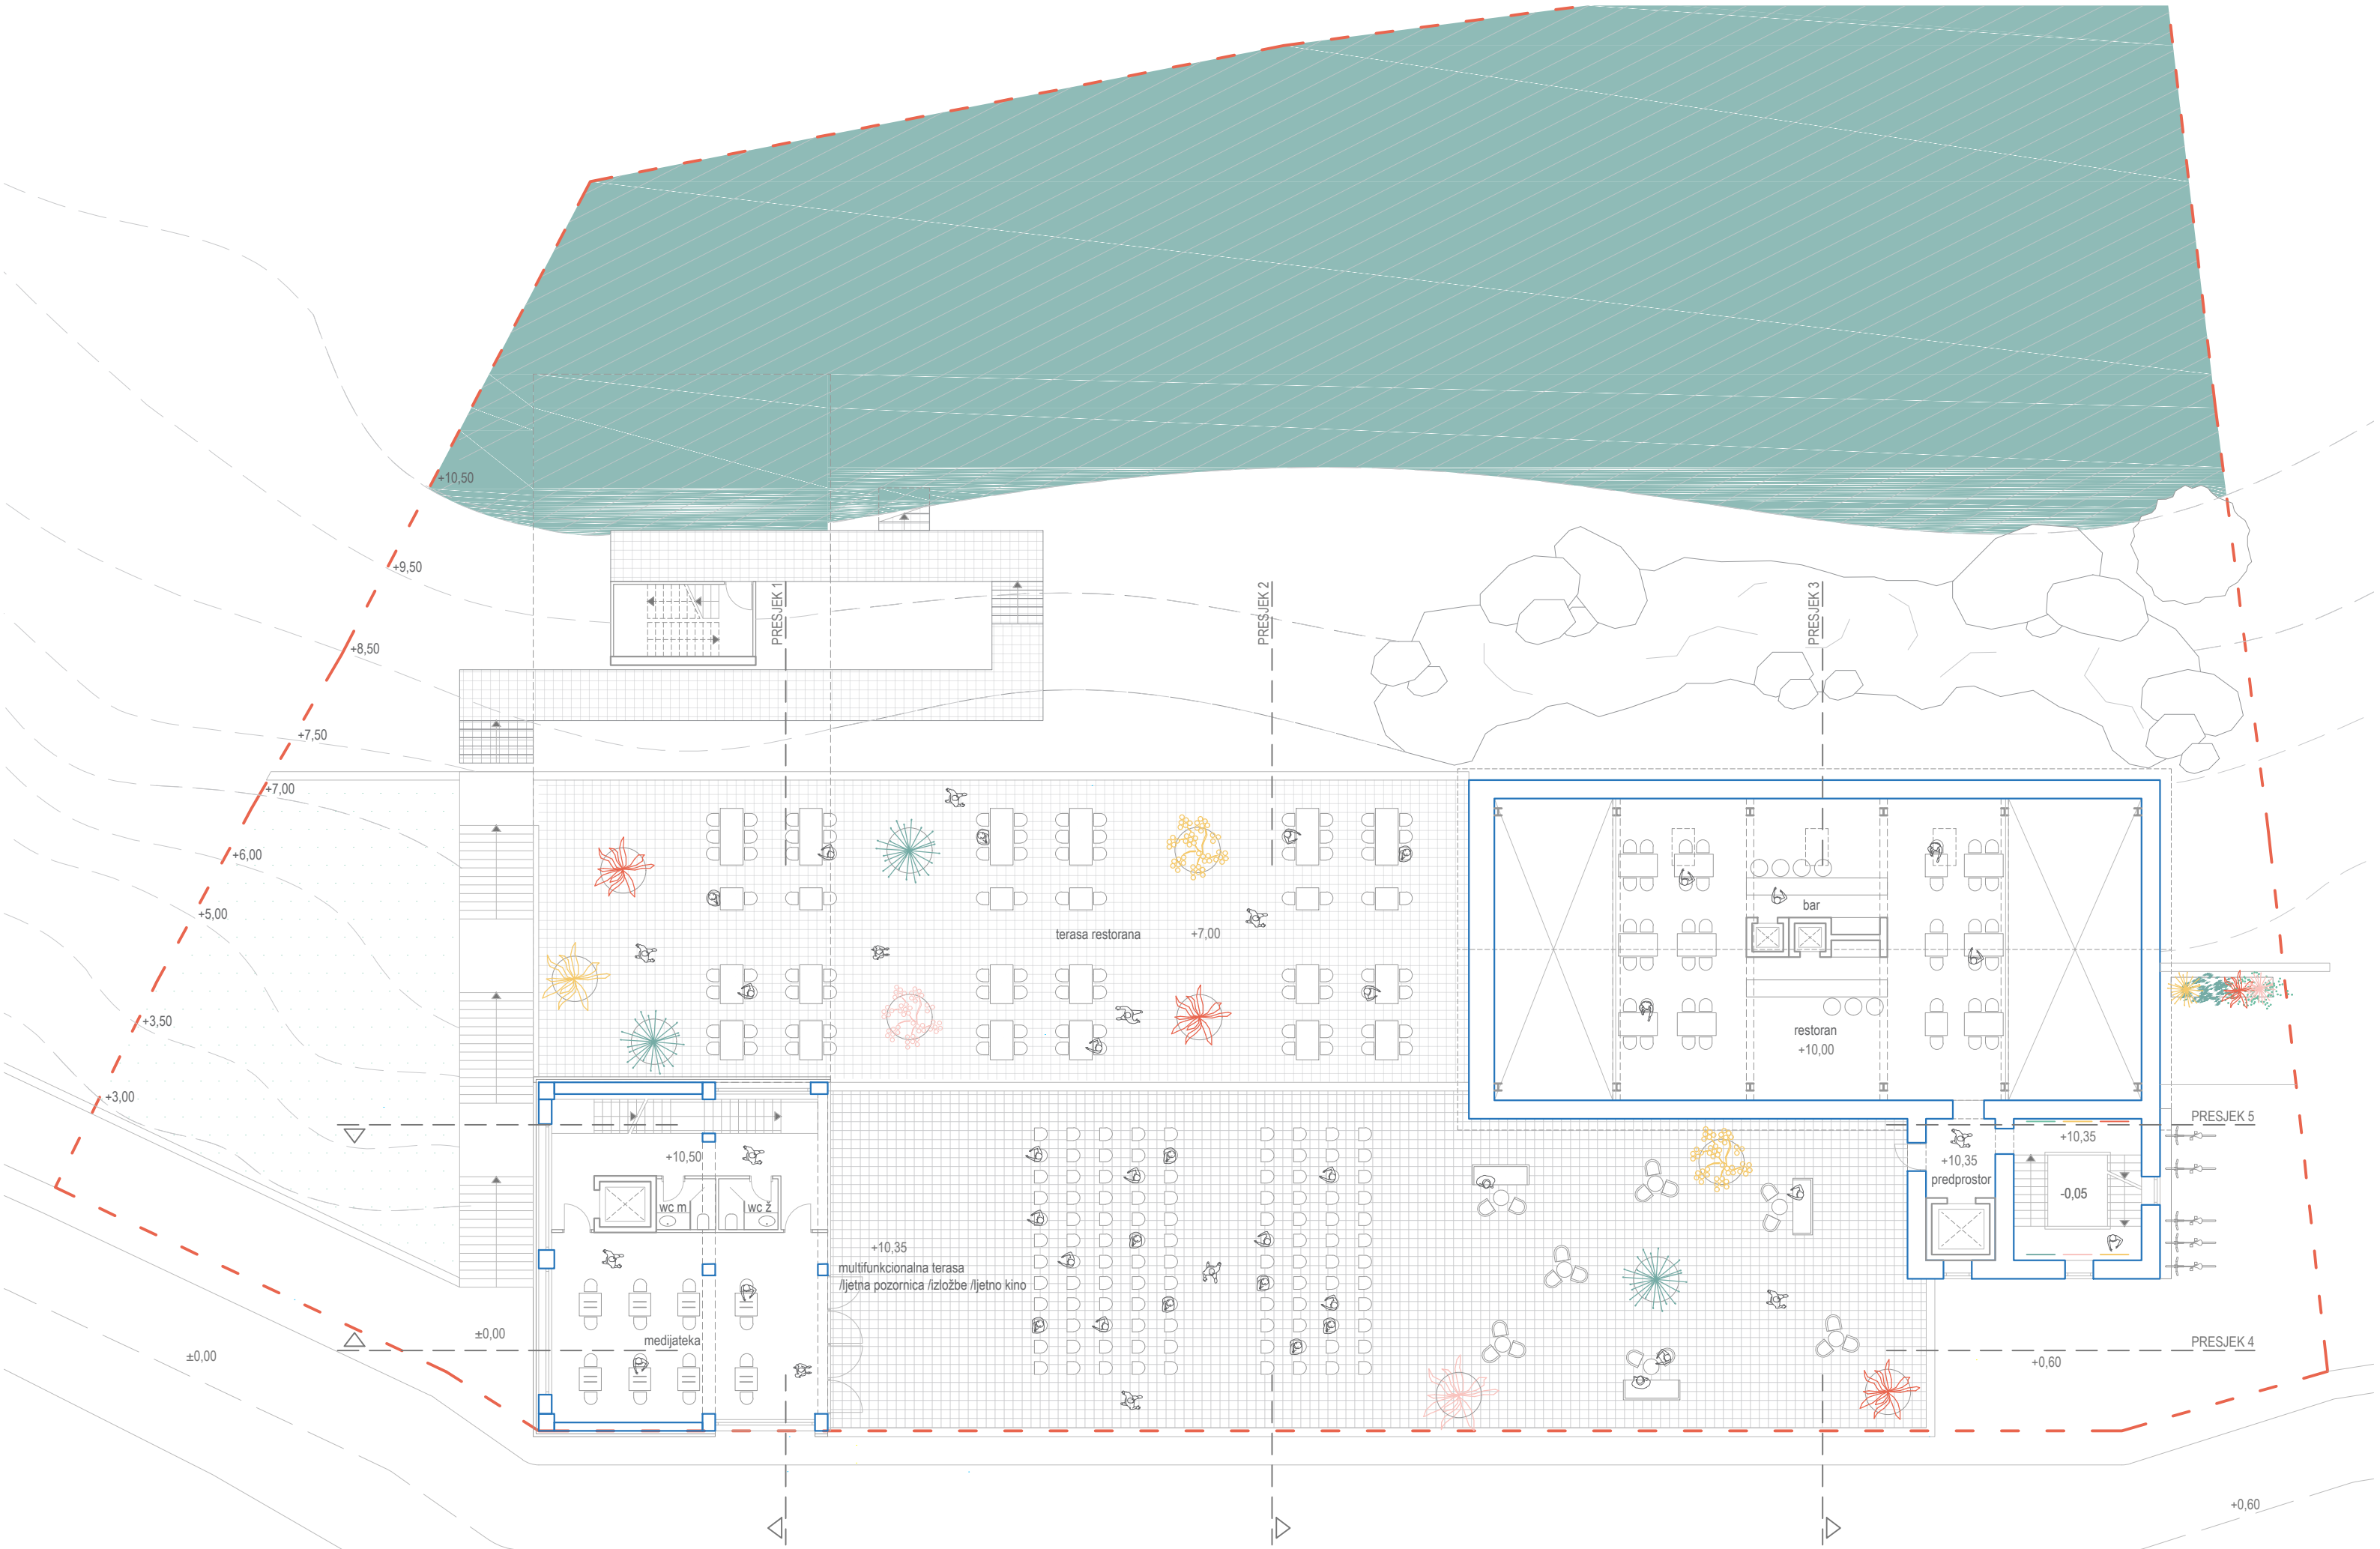 +10,50
+9,50
+8,50
+7,50
+7,00
+6,00
+5,00
+3,50
+3,00
±0,00
±0,00
PRESJEK 1
PRESJEK 2
PRESJEK 3
terasa restorana +7,00
bar
restoran
+10,00
+10,50
wc m
wc ž
medijateka
+10,35
multifunkcionalna terasa
/ljetna pozornica /izložbe /ljetno kino
+10,35
predprostor
+10,35
-0,05
PRESJEK 5
PRESJEK 4
+0,60
+0,60